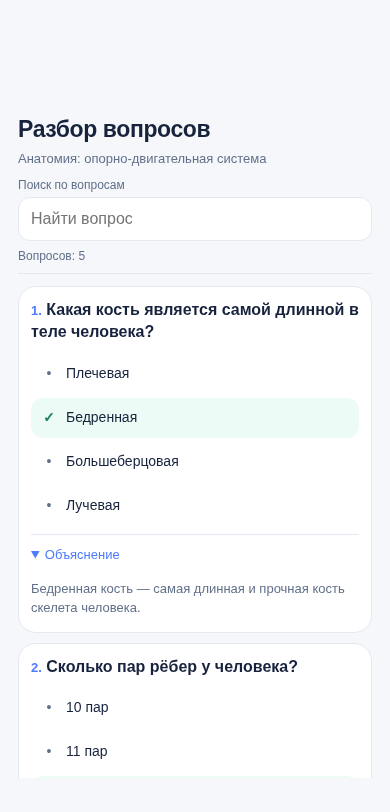 Разбор вопросов
Анатомия: опорно-двигательная система
Поиск по вопросам
Найти вопрос
Вопросов: 5
1. Какая кость является самой длинной в
теле человека?
• Плечевая
✓ Бедренная
• Большеберцовая
• Лучевая
▼ Объяснение
Бедренная кость — самая длинная и прочная кость
скелета человека.
2. Сколько пар рёбер у человека?
• 10 пар
• 11 пар